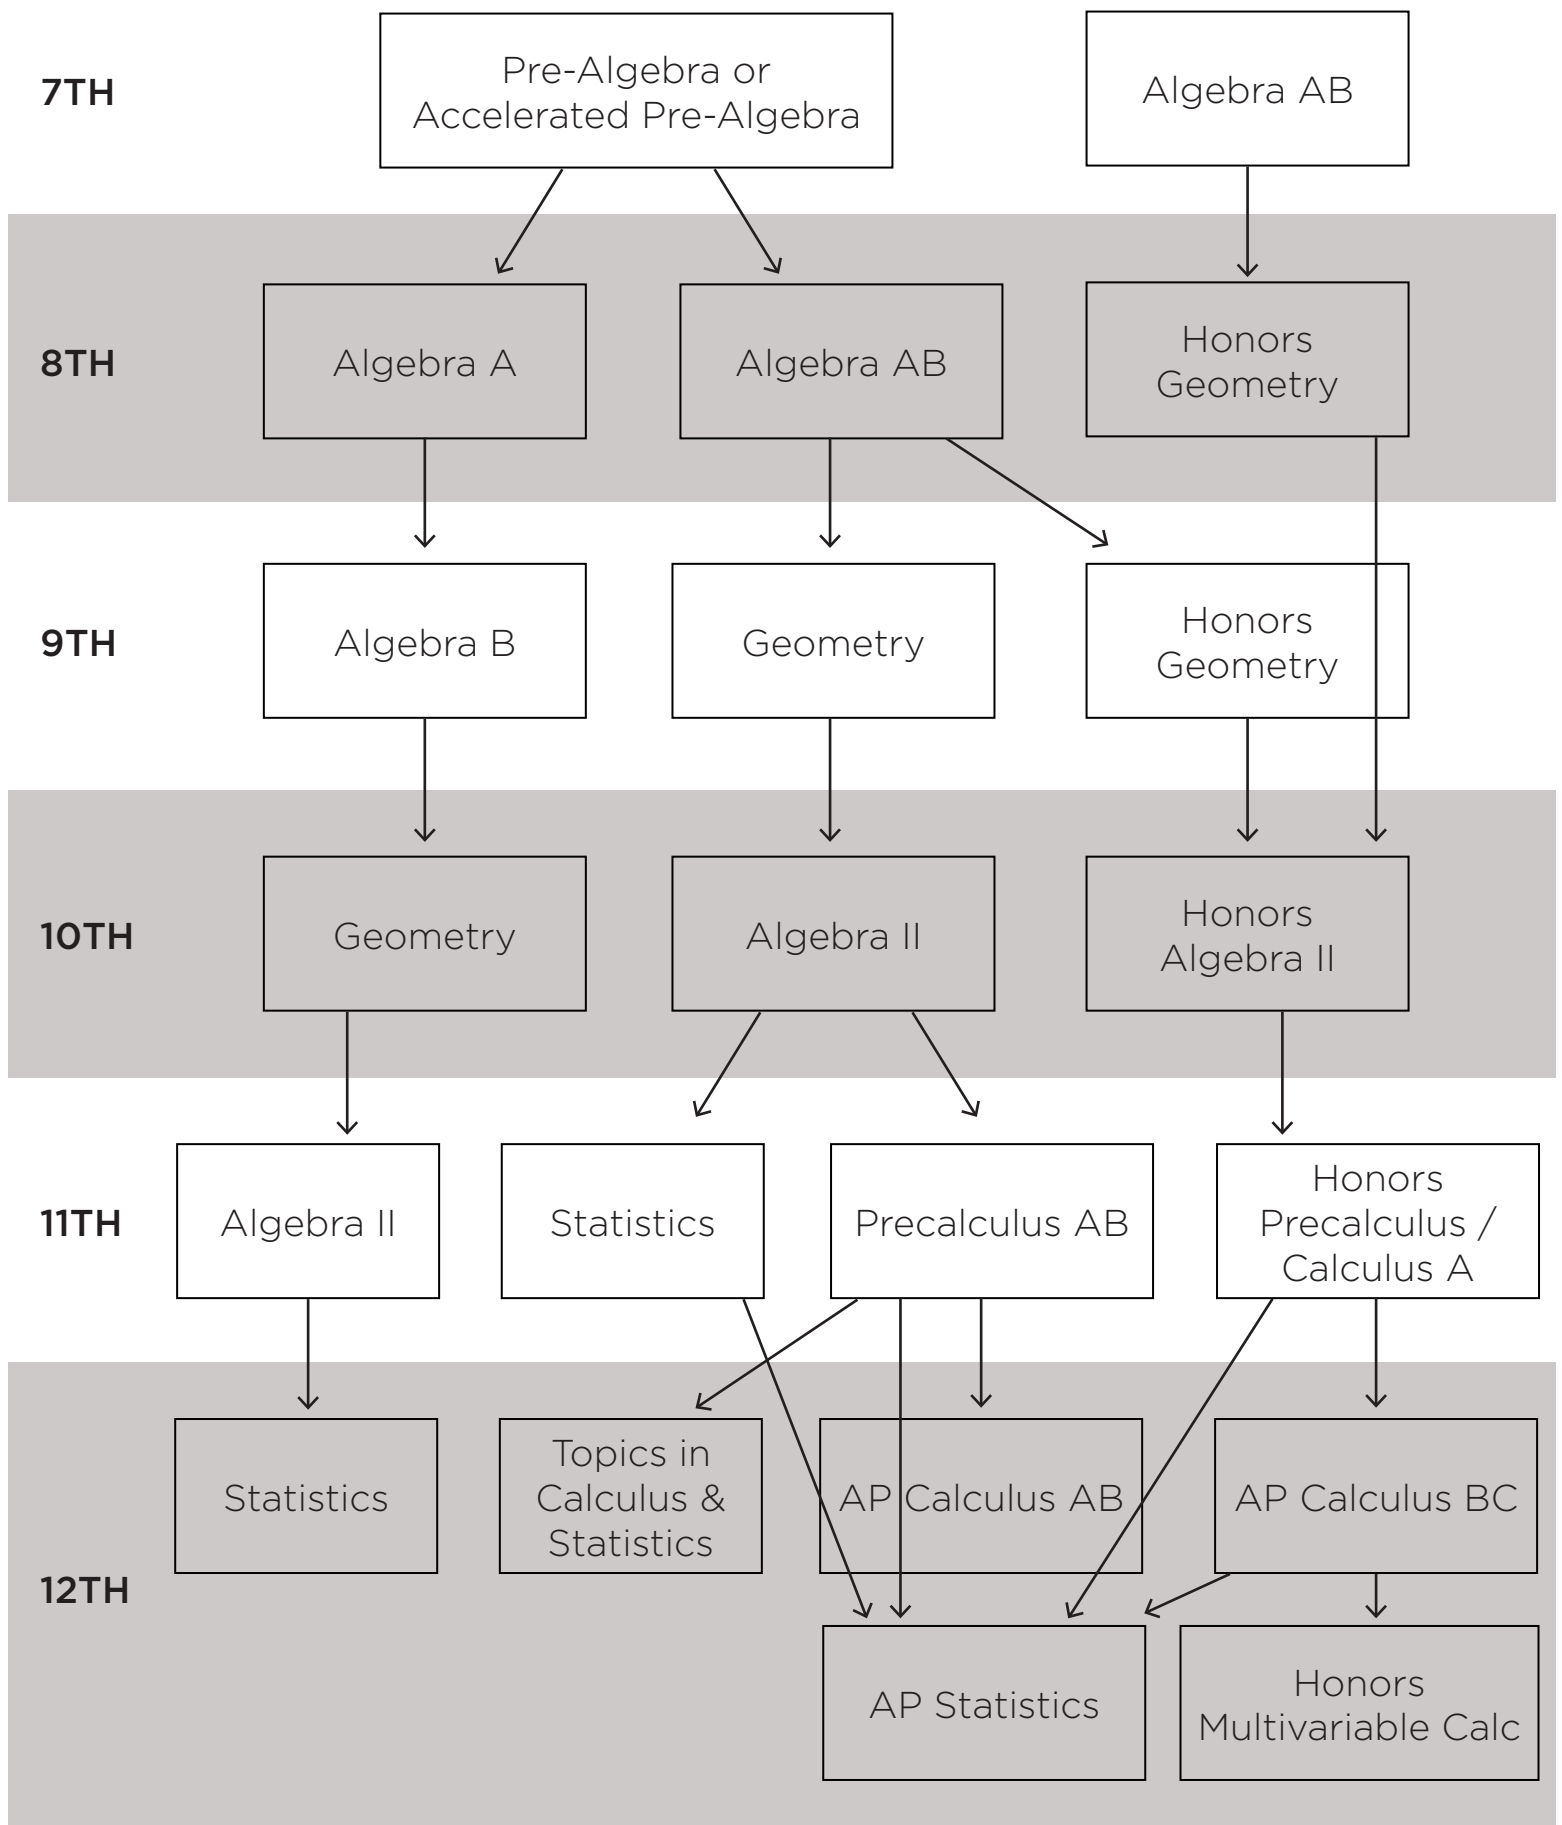 7TH
Pre-Algebra or
Accelerated Pre-Algebra
Algebra AB
8TH
Algebra A
Algebra AB
Honors
Geometry
9TH
Algebra B
Geometry
Honors
Geometry
10TH
Geometry
Algebra II
Honors
Algebra II
11TH
Algebra II
Statistics
Precalculus AB
Honors
Precalculus /
Calculus A
12TH
Statistics
Topics in
Calculus &
Statistics
AP Calculus AB
AP Calculus BC
AP Statistics
Honors
Multivariable Calc